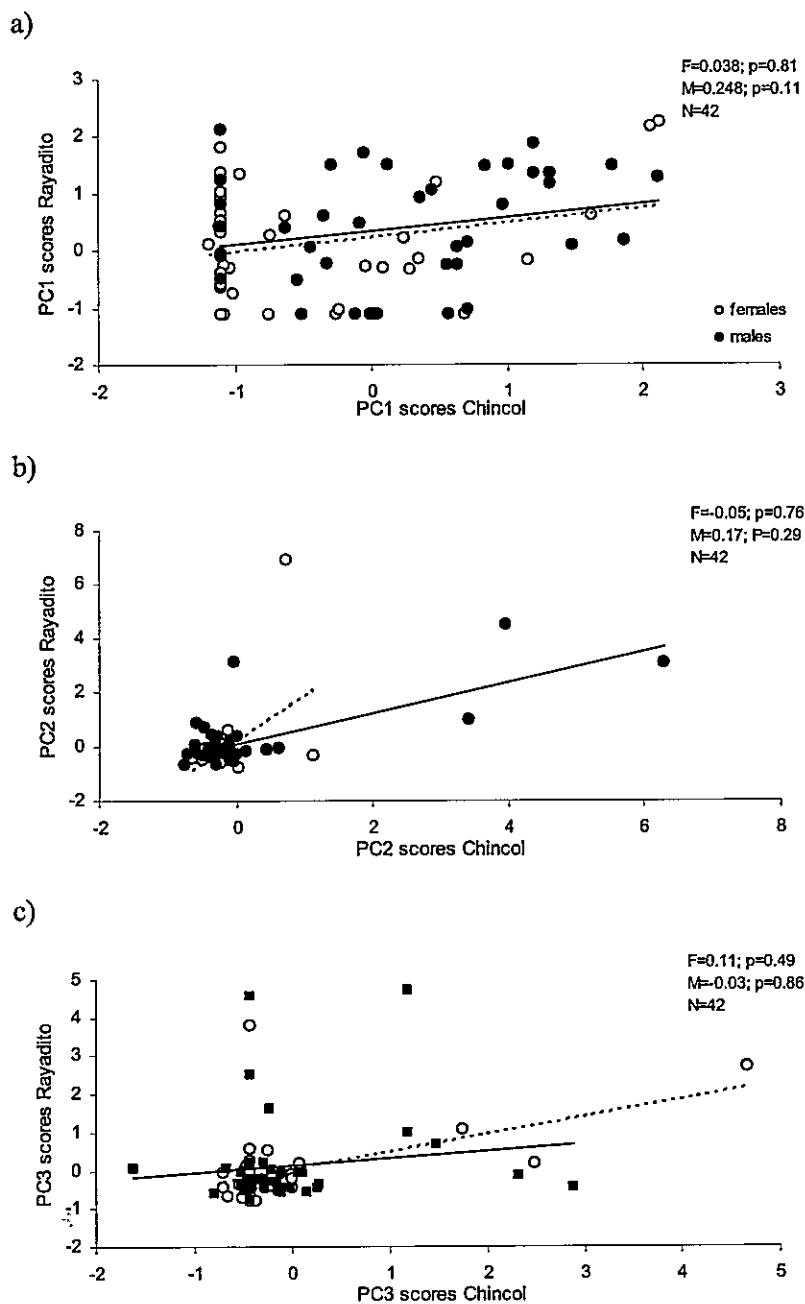 a)
F=0.038; p=0.81
M=0.248; p=0.11
N=42
3
2
1
0
-1
-2
PC1 scores Rayadito
females
males
-2 -1 0 1 2 3
PC1 scores Chincol
b)
F=-0.05; p=0.76
M=0.17; P=0.29
N=42
8
6
4
2
0
-2
PC2 scores Rayadito
-2 0 2 4 6 8
PC2 scores Chincol
c)
F=0.11; p=0.49
M=-0.03; p=0.86
N=42
5
4
3
2
1
0
-1
-2
PC3 scores Rayadito
-2 -1 0 1 2 3 4 5
PC3 scores Chincol